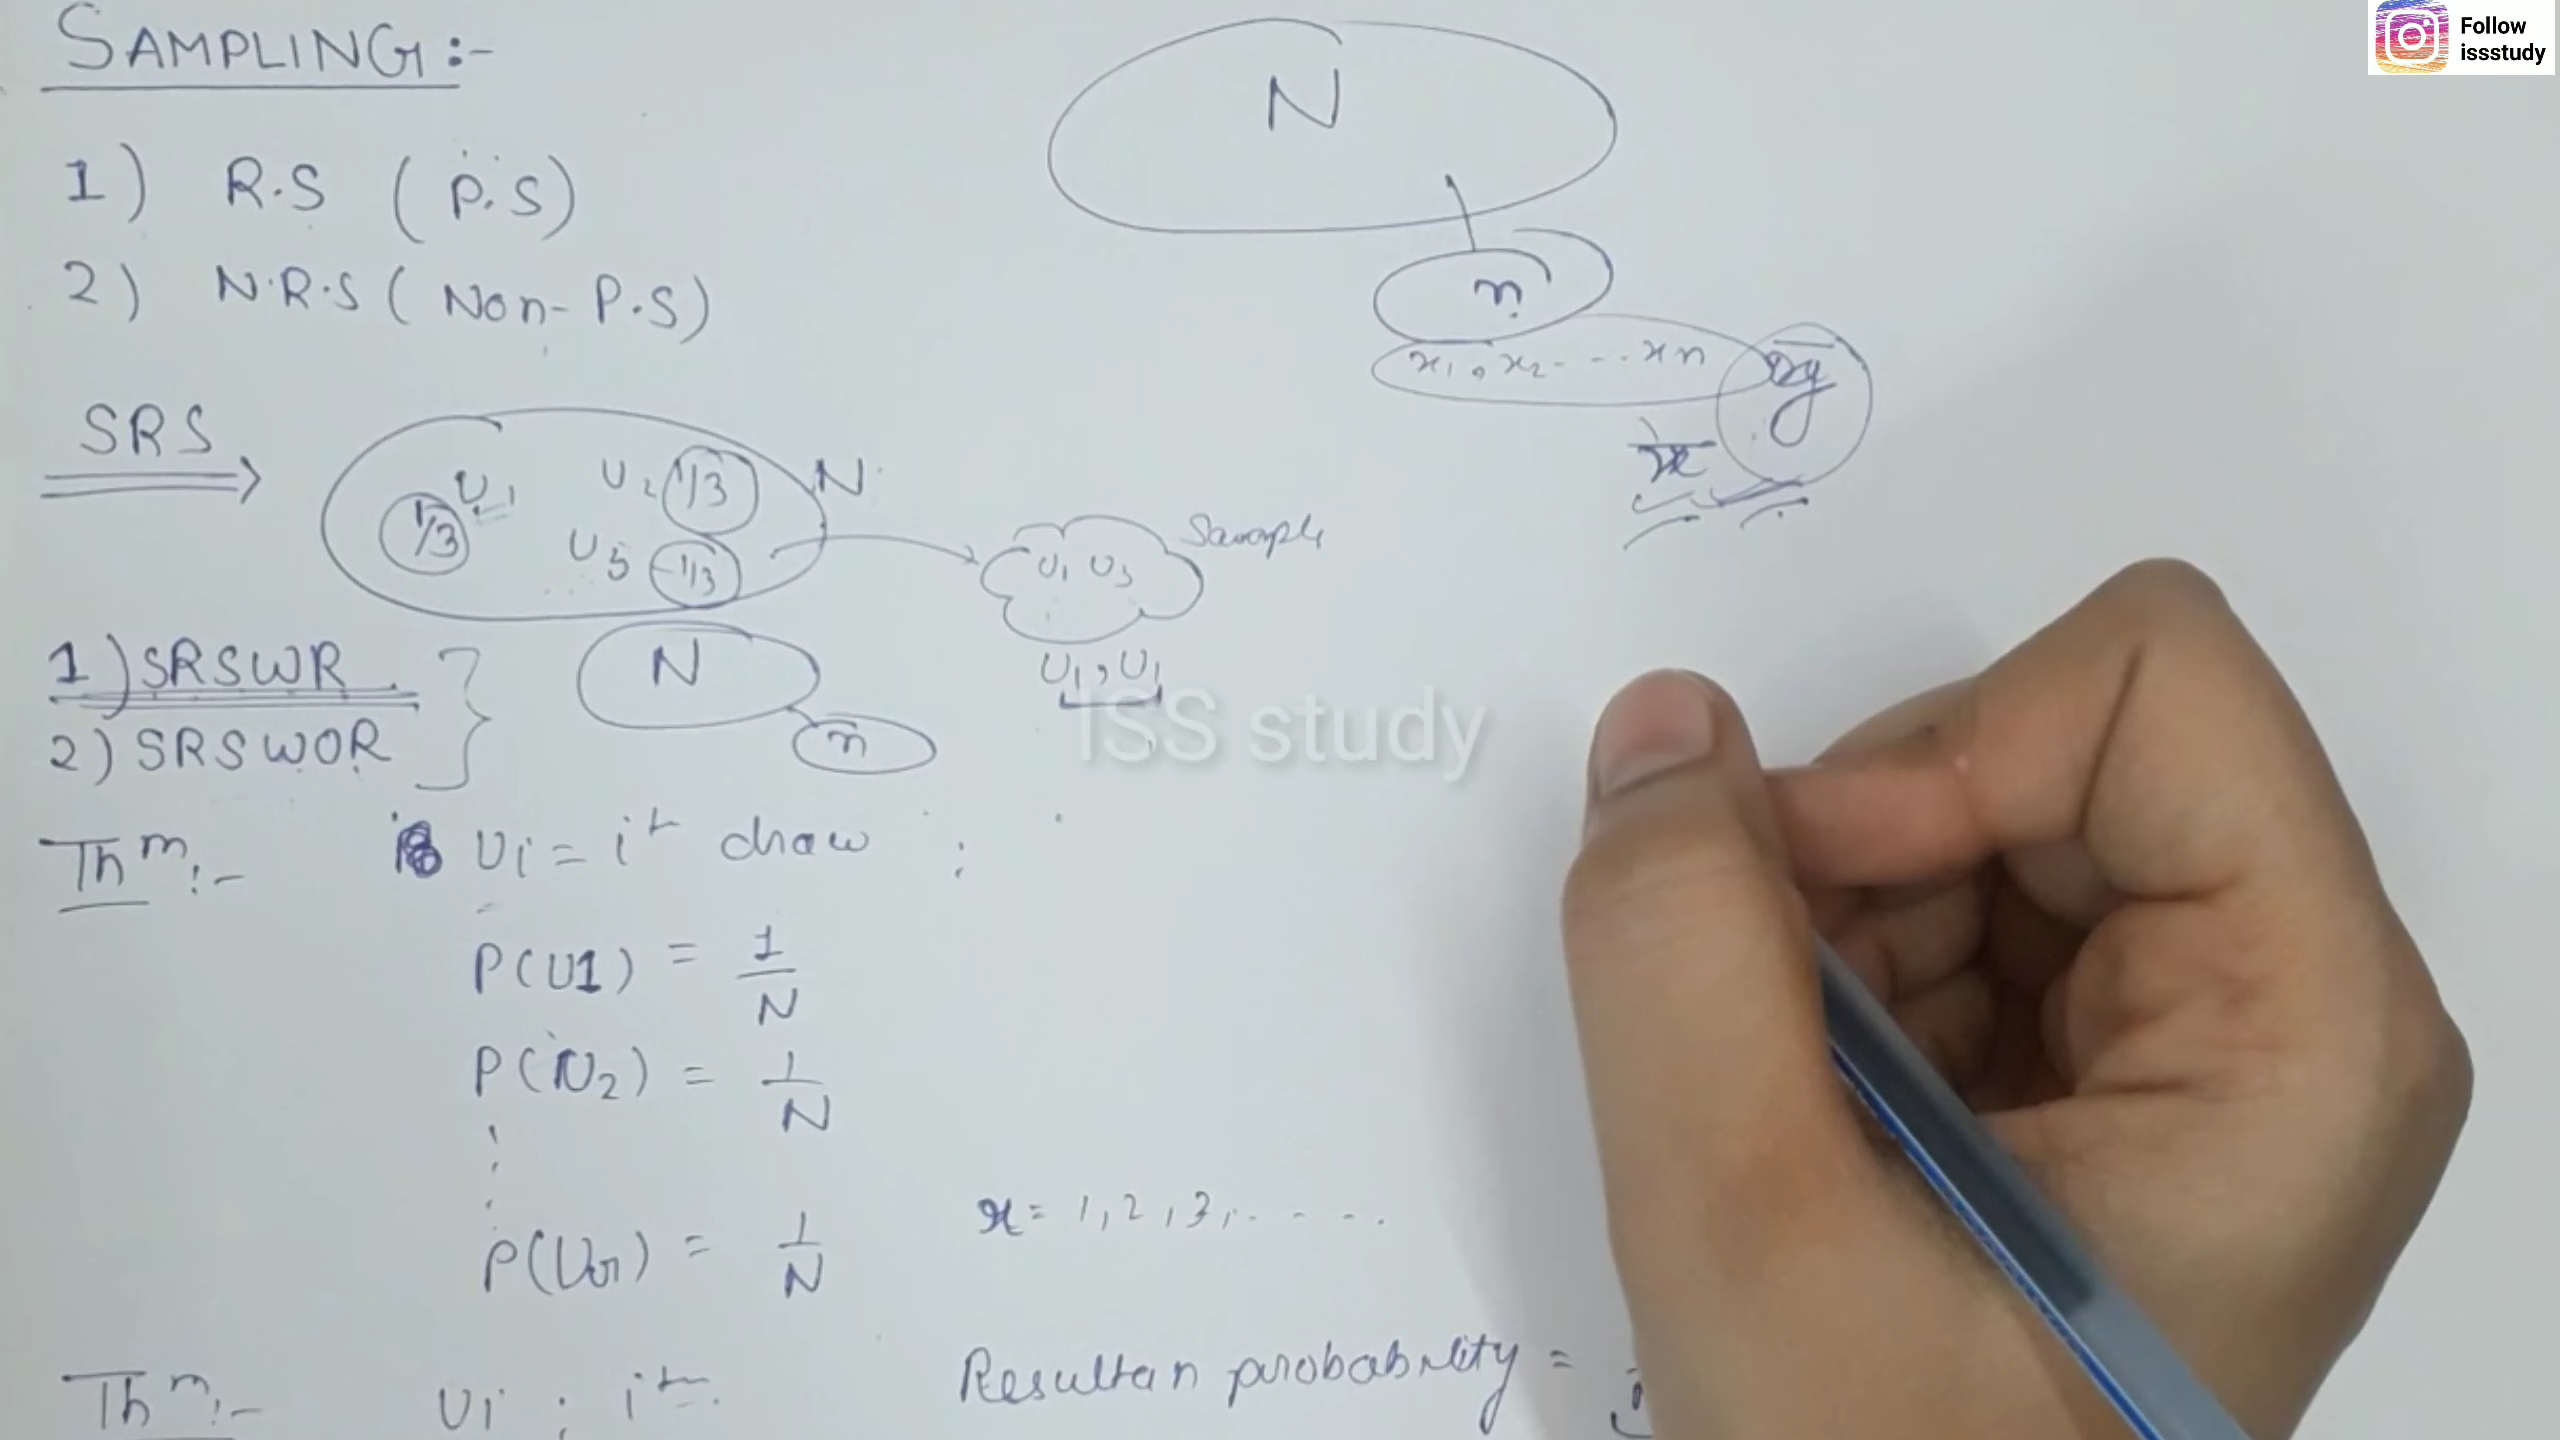 SAMPLING:-
Follow
issstudy
N
1) R.S (P.S)
2) N.R.S (Non-P.S)
n
x1, x2 - - .. xn
SRS
U1 1/3
U2 1/3
N
U3 1/3
U1 U3
Sample
U1, U1
1) SRSWR
2) SRSWOR
N
n
ISS study
Thm:- Ui = ith draw ;
P(U1) = 1/N
P(U2) = 1/N
P(Ur) = 1/N
r = 1, 2, 3, - - - .
Thm:- Ui ; ith
Resultan probability =